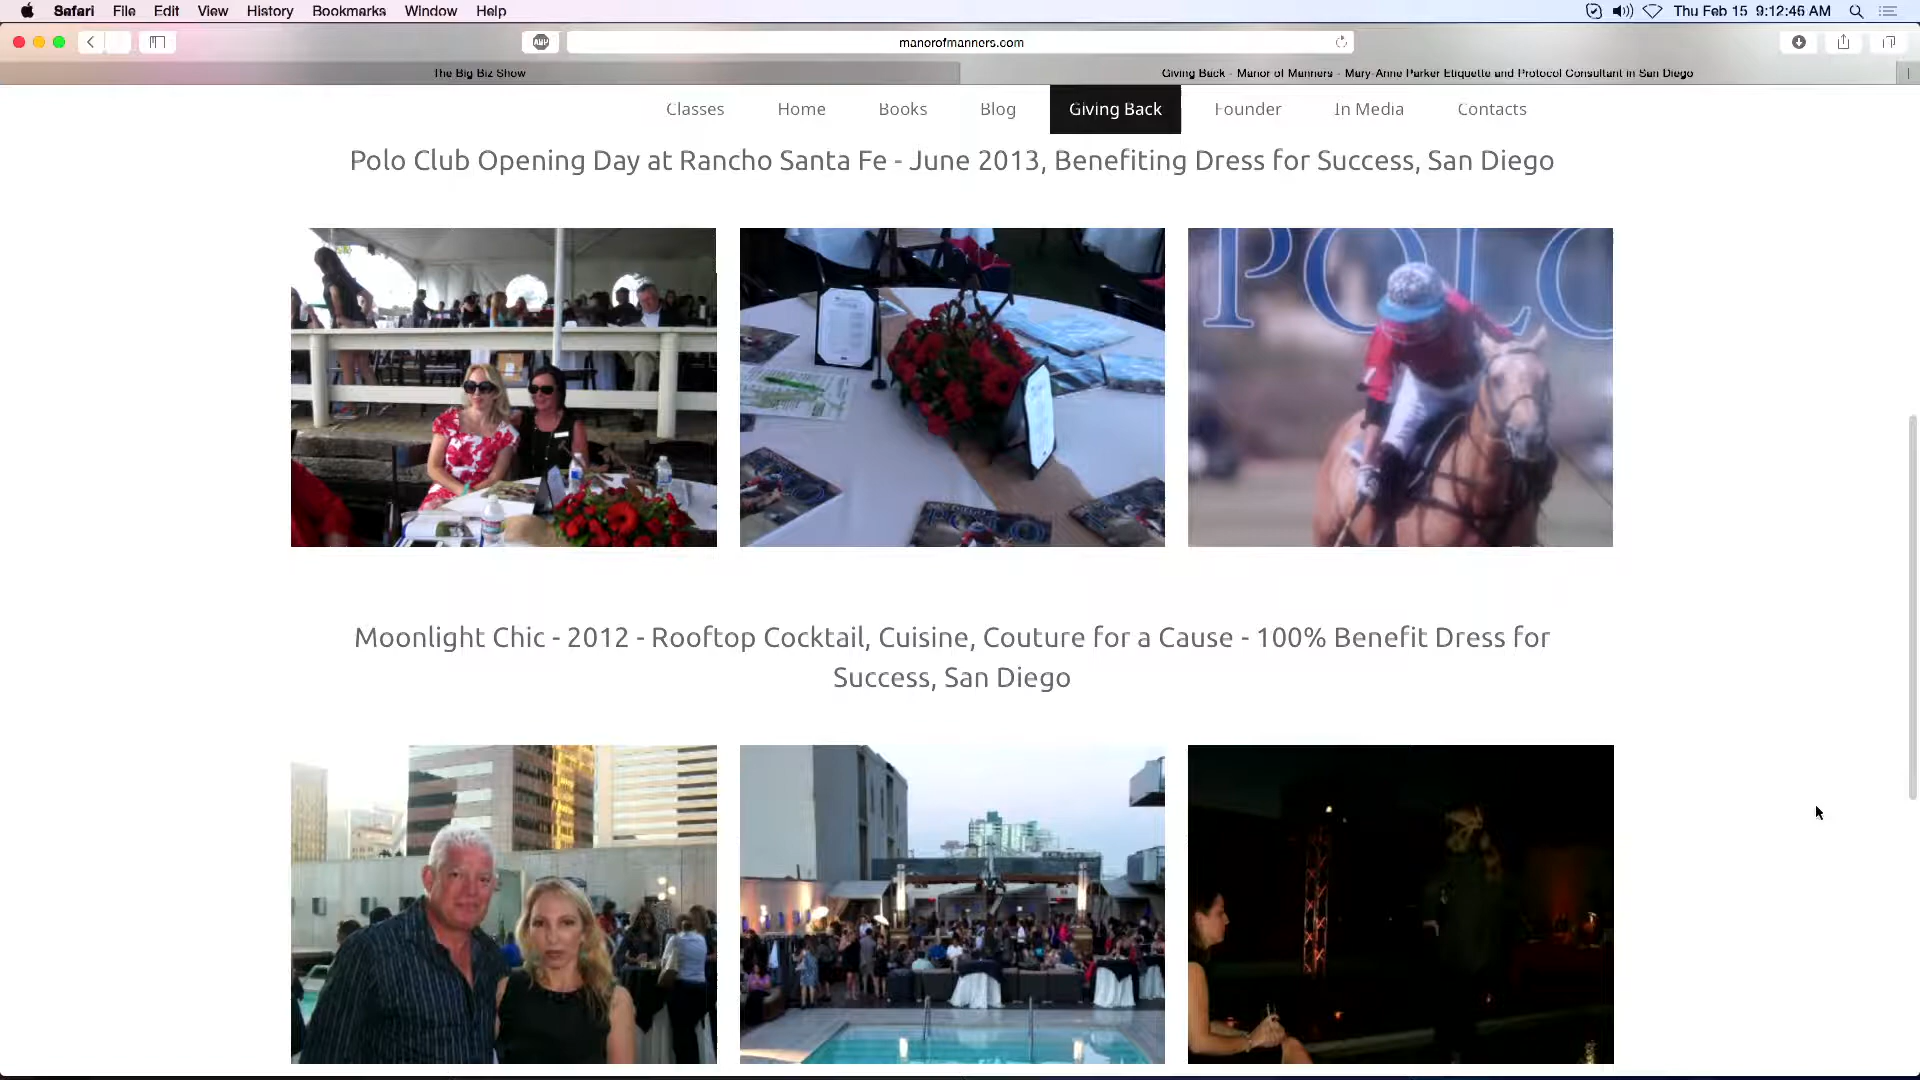 Safari File Edit View History Bookmarks Window Help Thu Feb 15 9:12:46 AM
manorofmanners.com
The Big Biz Show Giving Back - Manor of Manners - Mary-Anne Parker Etiquette and Protocol Consultant in San Diego
Classes Home Books Blog Giving Back Founder In Media Contacts
Polo Club Opening Day at Rancho Santa Fe - June 2013, Benefiting Dress for Success, San Diego
POLO
POLO
Moonlight Chic - 2012 - Rooftop Cocktail, Cuisine, Couture for a Cause - 100% Benefit Dress for
Success, San Diego